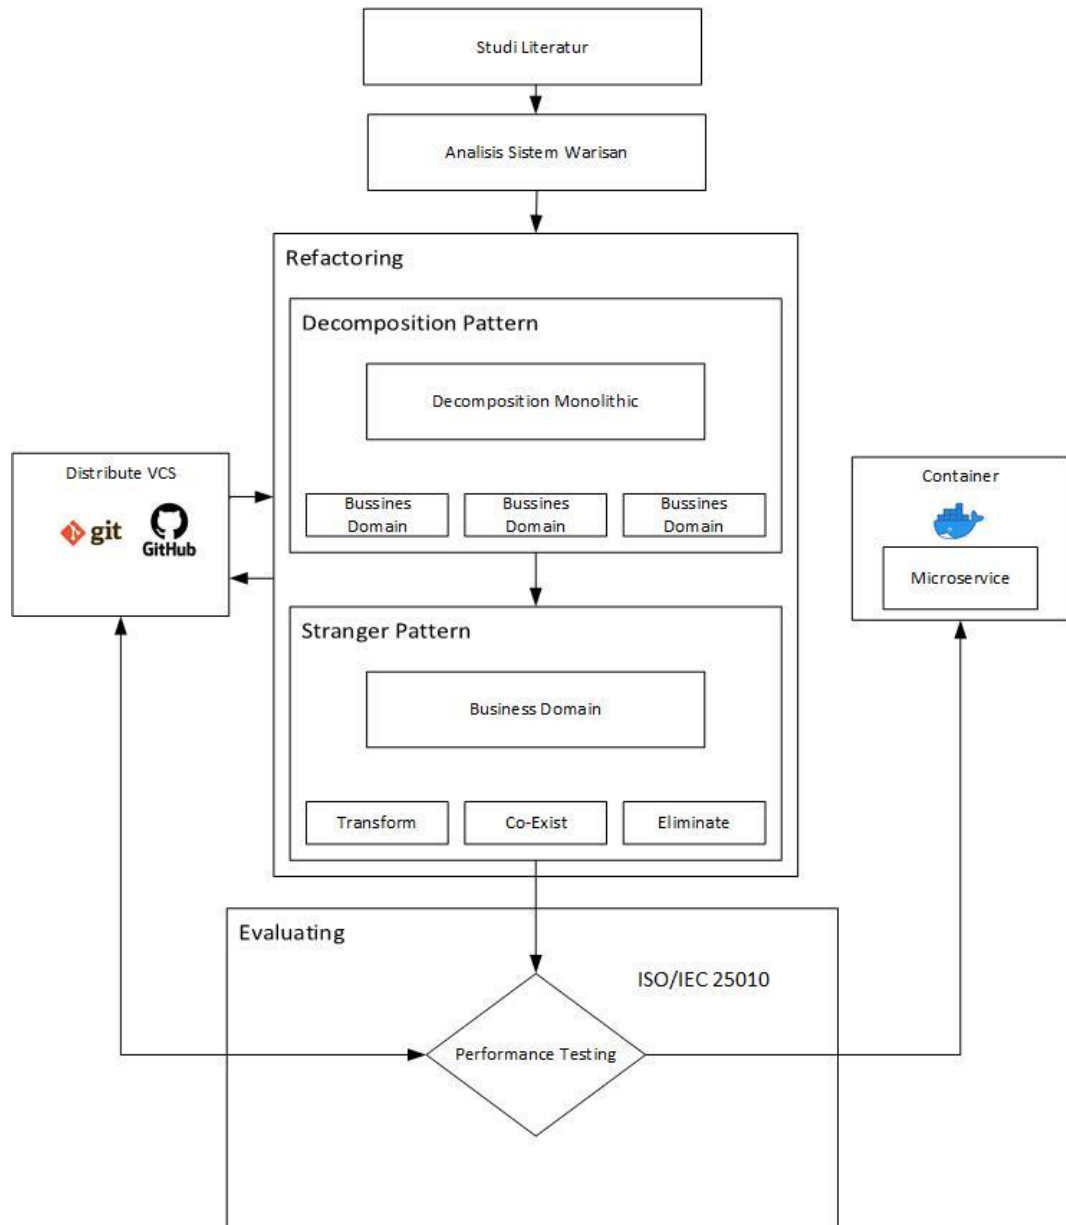 Studi Literatur
Analisis Sistem Warisan
Refactoring
Decomposition Pattern
Decomposition Monolithic
Bussines
Domain
Bussines
Domain
Bussines
Domain
Distribute VCS
git
GitHub
Container
Microservice
Stranger Pattern
Business Domain
Transform
Co-Exist
Eliminate
Evaluating
ISO/IEC 25010
Performance Testing